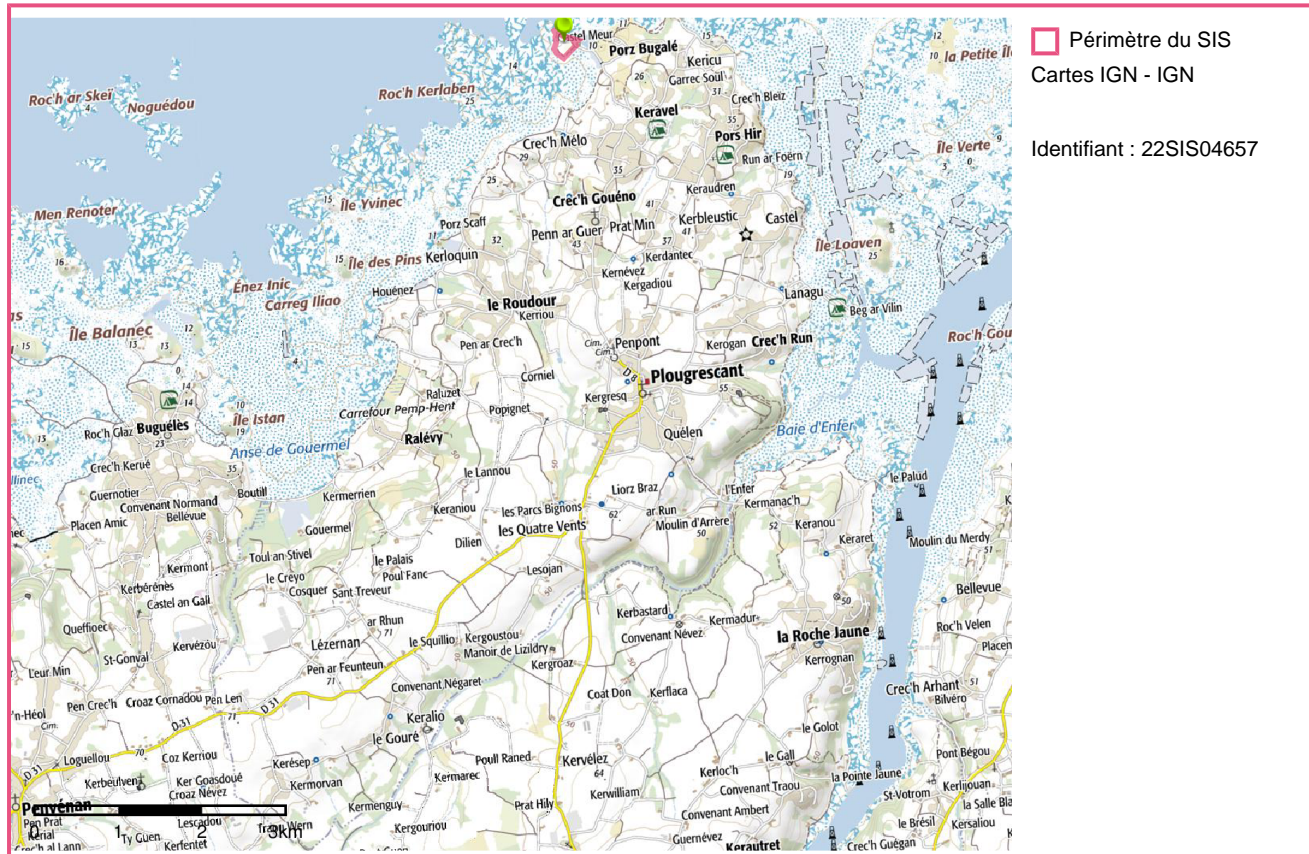 Castel Meur
Porz Bugalé
Kericu
Garrec Soul
la Petite
Roc'h ar Skeï
Noguédou
Roc'h Kerlaben
Keravel
Crec'h Bleiz
Pors Hir
Crec'h Mélo
Run ar Foërn
Île Verte
Keraudren
Crec'h Gouéno
Men Renoter
Île Yvinec
Porz Scaff
Penn ar Guer
Prat Min
Kerbleustic
Castel
Île Loaven
Île des Pins
Kerloquin
Kerdantec
Kernévez
Kergadiou
Énez Inic
Carreg Iliao
Houénez
Lanagu
le Roudour
Kerriou
Beg ar Vilin
Île Balanec
Roc'h Gou
Pen ar Crec'h
Cim.
Cim.
Penpont
Kerogan
Crec'h Run
D 8
Plougrescant
Corniel
Kergresq
Raluzet
Carrefour Pemp-Hent
Popignet
Île Istan
Roc'h Glaz
Buguélès
Ralévy
Quélen
Baie d'Enfer
Anse de Gouermel
Crec'h Kerué
le Lannou
le Palud
Guernotier
Convenant Normand
Boutill
Kermerrien
Liorz Braz
l'Enfer
Kermanac'h
Bellevue
Keraniou
les Parcs Bignons
ar Run
Placen Amic
Gouermel
les Quatre Vents
Moulin d'Arrère
Keranou
Dilien
Keraret
Moulin du Merdy
Toul-an-Stivel
le Palais
Kermont
le Creyo
Poul Fanc
Lesojan
Kerbérénès
Cosquer
Sant Treveur
Bellevue
Castel an Gall
Kerbastard
Queffioec
ar Rhun
Kermadur
Roc'h Velen
Kervézou
Lézernan
le Squillio
Kergoustou
Convenant Névez
la Roche Jaune
St-Gonval
Manoir de Lizildry
Placen
Leur Min
Pen ar Feunteun
Kergroaz
Kerrognan
Pen Crec'h
Croaz Cornadou
Pen Len
Convenant Négaret
Coat Don
Kerflaca
Crec'h Arhant
'n-Héol
Bilvéro
Cim.
D 31
Keralio
le Golot
le Gouré
Loguellou
Coz Kerriou
Poull Raned
Kervélez
le Gall
Pont Bégou
D 31
Kerésep
Kerbeulven
Ker Goasdoué
Kermorvan
Kermarec
Kerloc'h
la Pointe Jaune
Kerlijouan
Croaz Névez
Kerwilliam
Convenant Traou
St-Votrom
Penvénan
Kermenguy
Prat Hily
la Salle
Pen Prat
Lescadou
Convenant Ambert
le Brésil
Kersaliou
Kerial
Ty Guen
Kergouriou
Guernévez
Crec'h al Lann
Kerfentet
Kerautret
Crec'h Guégan
0 1 2 3km
Périmètre du SIS
Cartes IGN - IGN
Identifiant : 22SIS04657